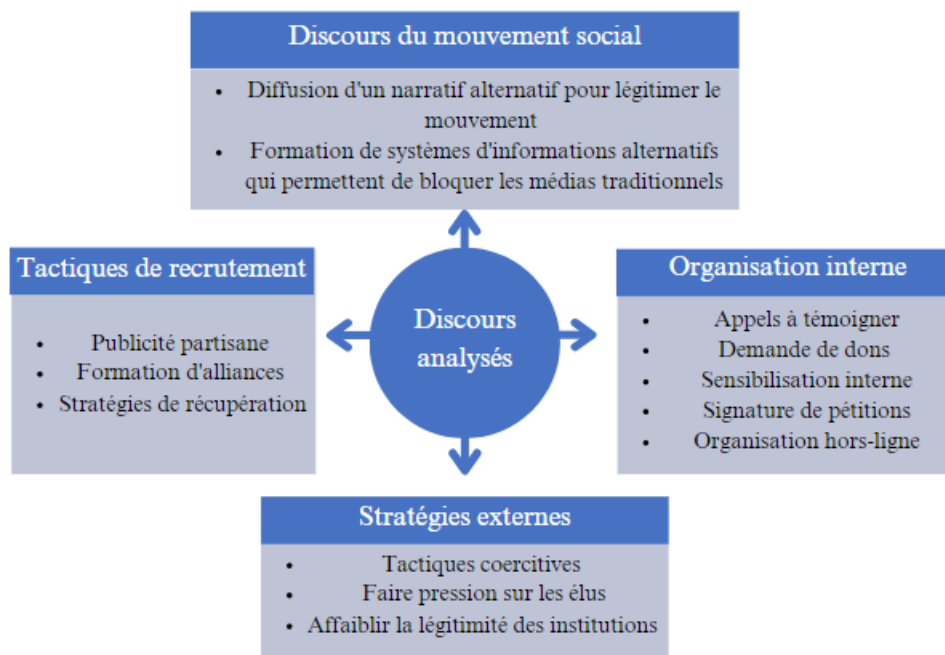 Discours du mouvement social
• Diffusion d'un narratif alternatif pour légitimer le
mouvement
• Formation de systèmes d'informations alternatifs
qui permettent de bloquer les médias traditionnels
Tactiques de recrutement
• Publicité partisane
• Formation d'alliances
• Stratégies de récupération
Discours
analysés
Organisation interne
• Appels à témoigner
• Demande de dons
• Sensibilisation interne
• Signature de pétitions
• Organisation hors-ligne
Stratégies externes
• Tactiques coercitives
• Faire pression sur les élus
• Affaiblir la légitimité des institutions